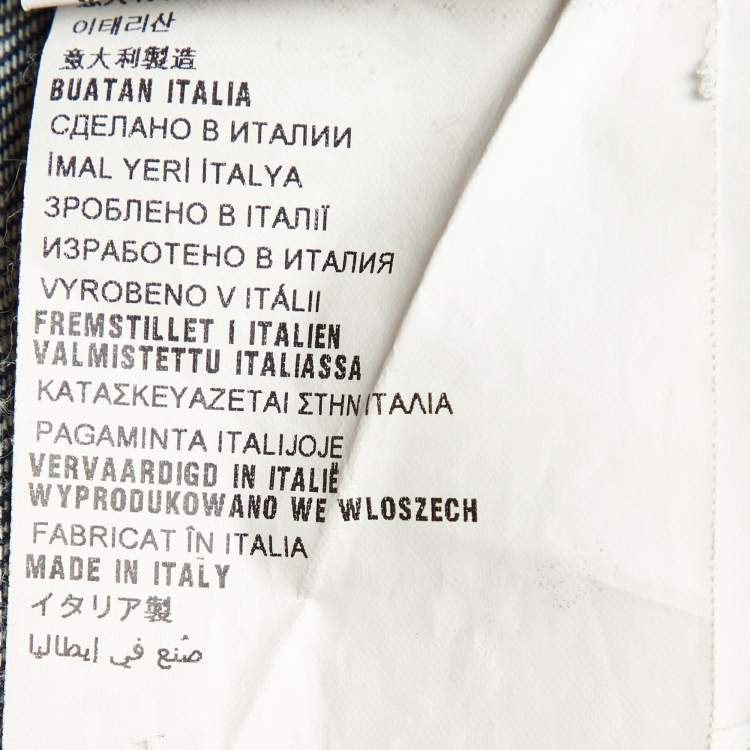 이태리산
意大利製造
BUATAN ITALIA
СДЕЛАНО В ИТАЛИИ
İMAL YERİ İTALYA
ЗРОБЛЕНО В ІТАЛІЇ
ИЗРАБОТЕНО В ИТАЛИЯ
VYROBENO V ITÁLII
FREMSTILLET I ITALIEN
VALMISTETTU ITALIASSA
ΚΑΤΑΣΚΕΥΑΖΕΤΑΙ ΣΤΗΝ ΙΤΑΛΙΑ
PAGAMINTA ITALIJOJE
VERVAARDIGD IN ITALIË
WYPRODUKOWANO WE WLOSZECH
FABRICAT ÎN ITALIA
MADE IN ITALY
イタリア製
صُنع في إيطاليا